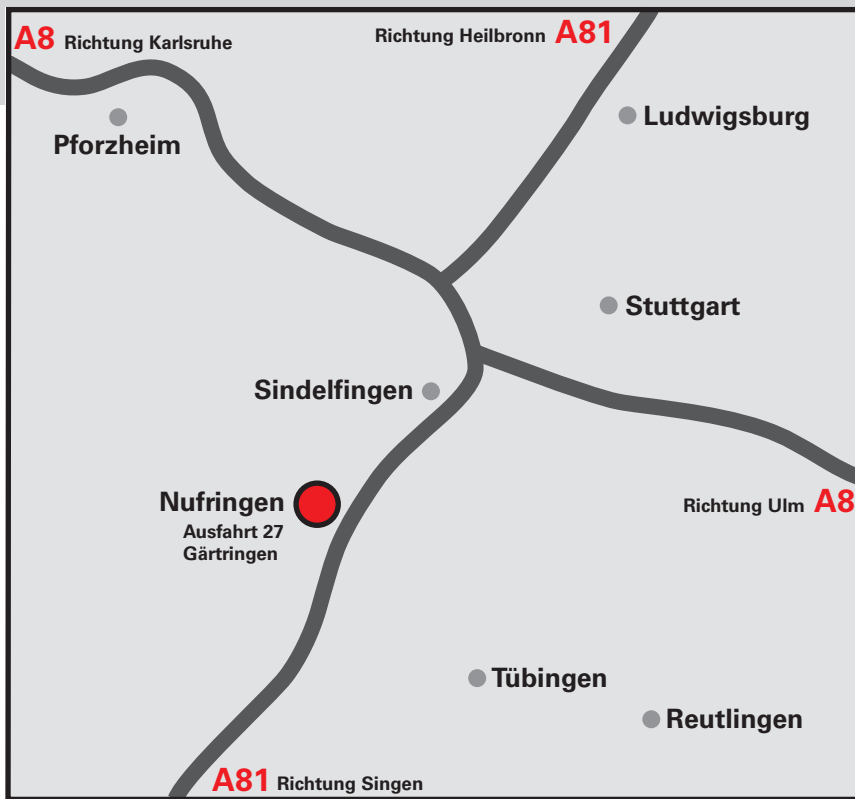 A8 Richtung Karlsruhe
Richtung Heilbronn A81
Ludwigsburg
Pforzheim
Stuttgart
Sindelfingen
Nufringen
Ausfahrt 27
Gärtringen
Richtung Ulm A8
Tübingen
Reutlingen
A81 Richtung Singen